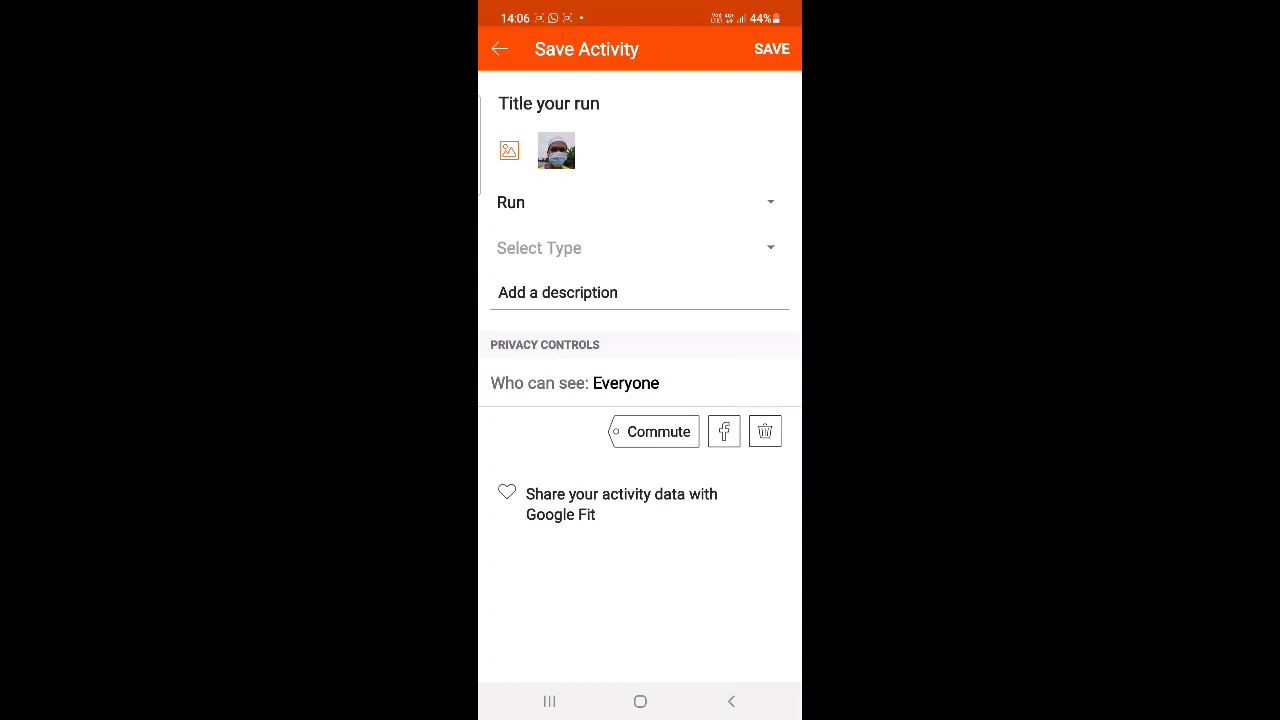 14:06 44%
Save Activity SAVE
Title your run
Run
Select Type
Add a description
PRIVACY CONTROLS
Who can see: Everyone
Commute
Share your activity data with
Google Fit